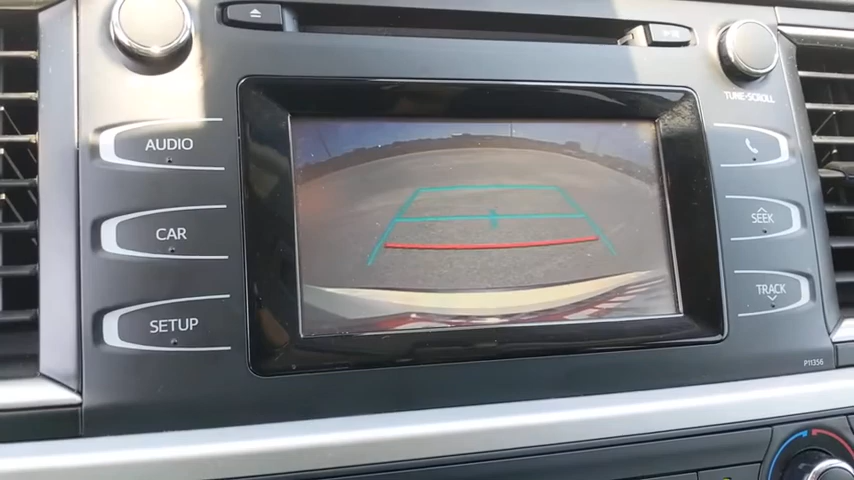 TUNE•SCROLL
AUDIO
CAR
SEEK
SETUP
TRACK
P11356